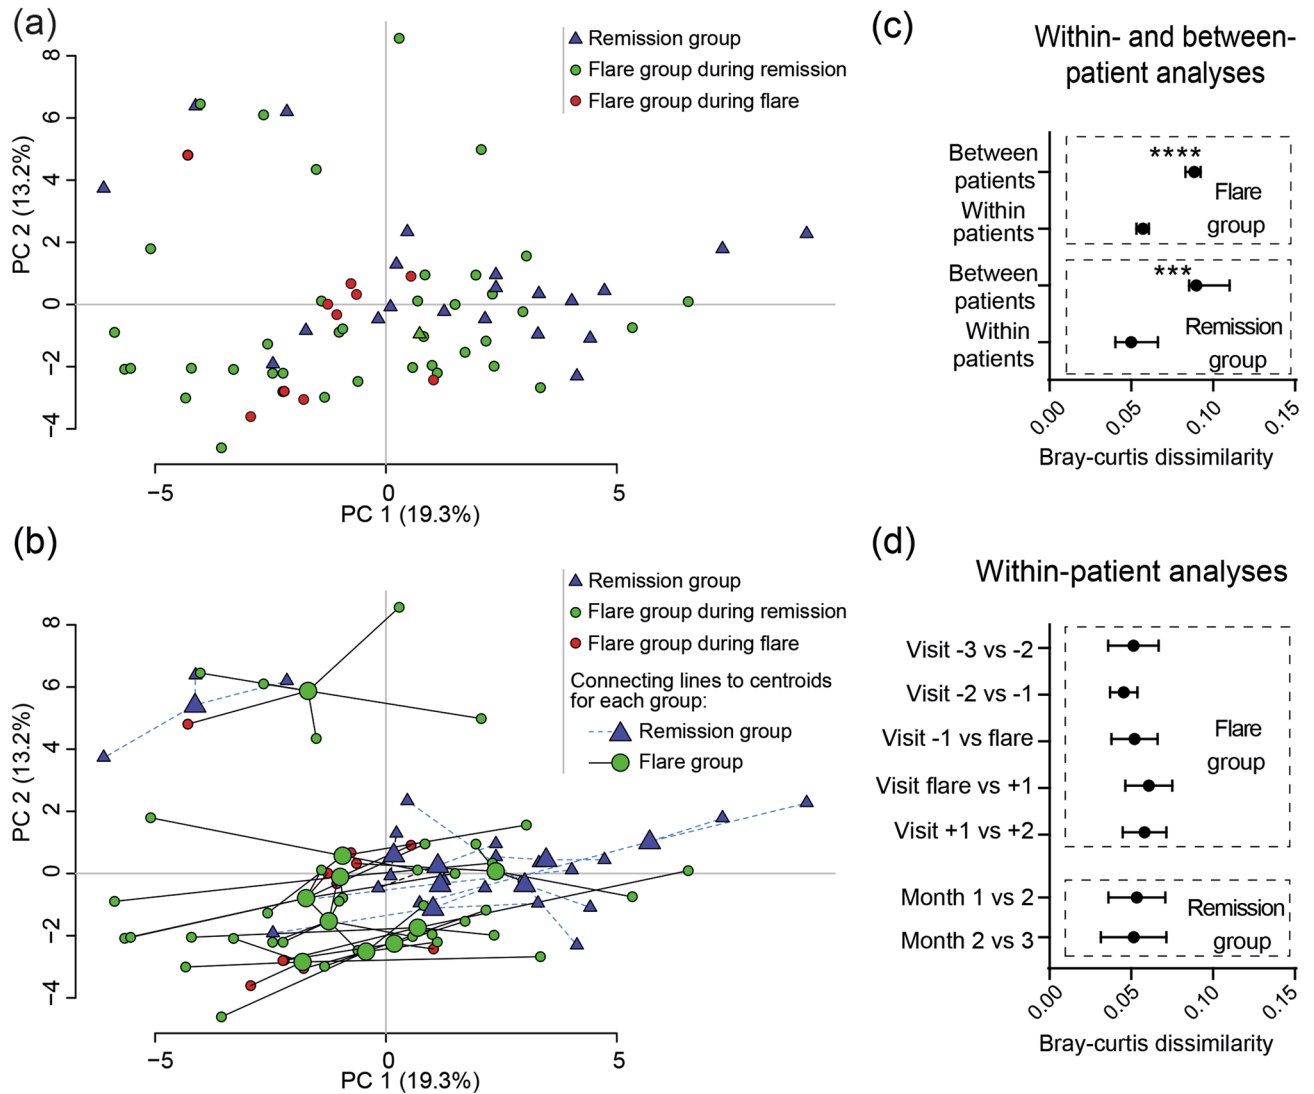 (a)
Remission group
Flare group during remission
Flare group during flare
8
6
4
2
0
−2
−4
PC 2 (13.2%)
−5
0
5
PC 1 (19.3%)
(b)
Remission group
Flare group during remission
Flare group during flare
Connecting lines to centroids
for each group:
Remission group
Flare group
8
6
4
2
0
−2
−4
PC 2 (13.2%)
−5
0
5
PC 1 (19.3%)
(c)
Within- and between-
patient analyses
Between
patients
Within
patients
Between
patients
Within
patients
****
Flare
group
***
Remission
group
0.00
0.05
0.10
0.15
Bray-curtis dissimilarity
(d)
Within-patient analyses
Visit -3 vs -2
Visit -2 vs -1
Visit -1 vs flare
Visit flare vs +1
Visit +1 vs +2
Month 1 vs 2
Month 2 vs 3
Flare
group
Remission
group
0.00
0.05
0.10
0.15
Bray-curtis dissimilarity